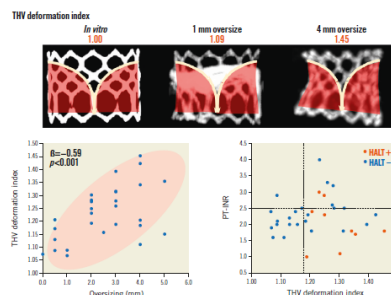 THV deformation index
In vitro
1.00
1 mm oversize
1.09
4 mm oversize
1.45
THV deformation index
1.50
1.45
1.40
1.35
1.30
1.25
1.20
1.15
1.10
1.05
1.00
ß=−0.59
p<0.001
0.0 1.0 2.0 3.0 4.0 5.0 6.0
Oversizing (mm)
PT-INR
4.5
4.0
3.5
3.0
2.5
2.0
1.5
1.0
0.5
HALT +
HALT −
1.00 1.10 1.20 1.30 1.40
THV deformation index